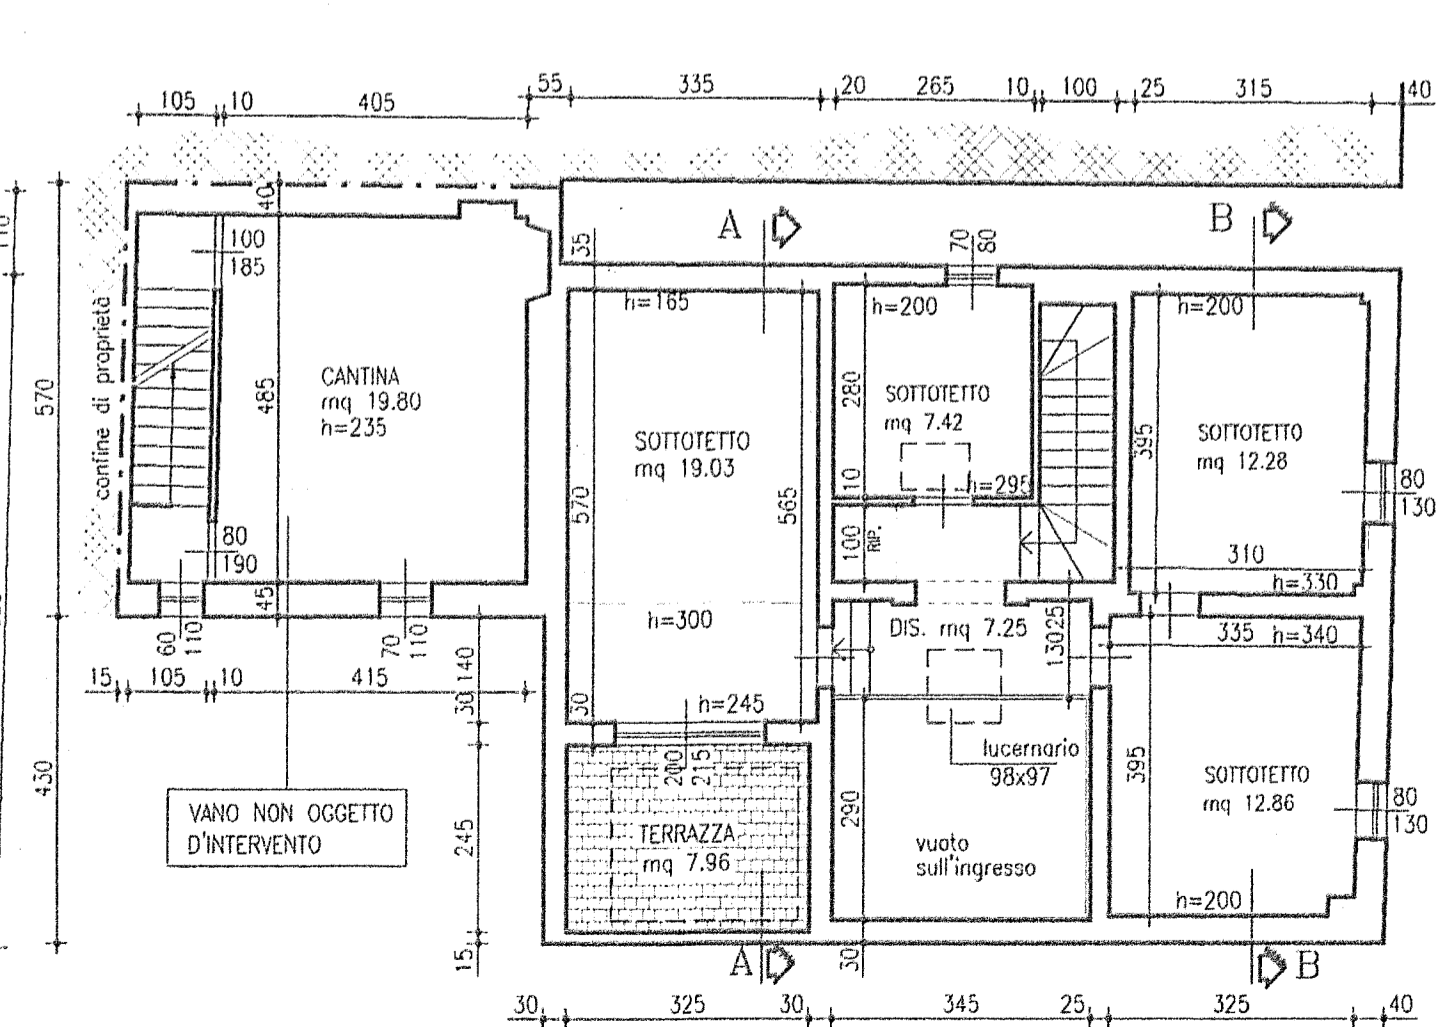 55 335 20 265 10 100 25 315 40
105 10 405
40
110
A
B
35
70
80
100
185
h=165
h=200
h=200
confine di proprietà
570
485
CANTINA
mq 19.80
h=235
SOTTOTETTO
mq 19.03
280
SOTTOTETTO
mq 7.42
395
SOTTOTETTO
mq 12.28
80
130
10
h=295
570
565
80
190
100
RIP.
310
h=330
45
h=300
DIS. mq 7.25
130
25
335
h=340
60
110
70
110
140
15 105 10 415
30
30
h=245
200
215
lucernario
98x97
395
430
SOTTOTETTO
mq 12.86
80
130
VANO NON OGGETTO
D'INTERVENTO
245
TERRAZZA
mq 7.96
290
vuoto
sull'ingresso
h=200
15
A
30
B
30 325 30 345 25 325 40